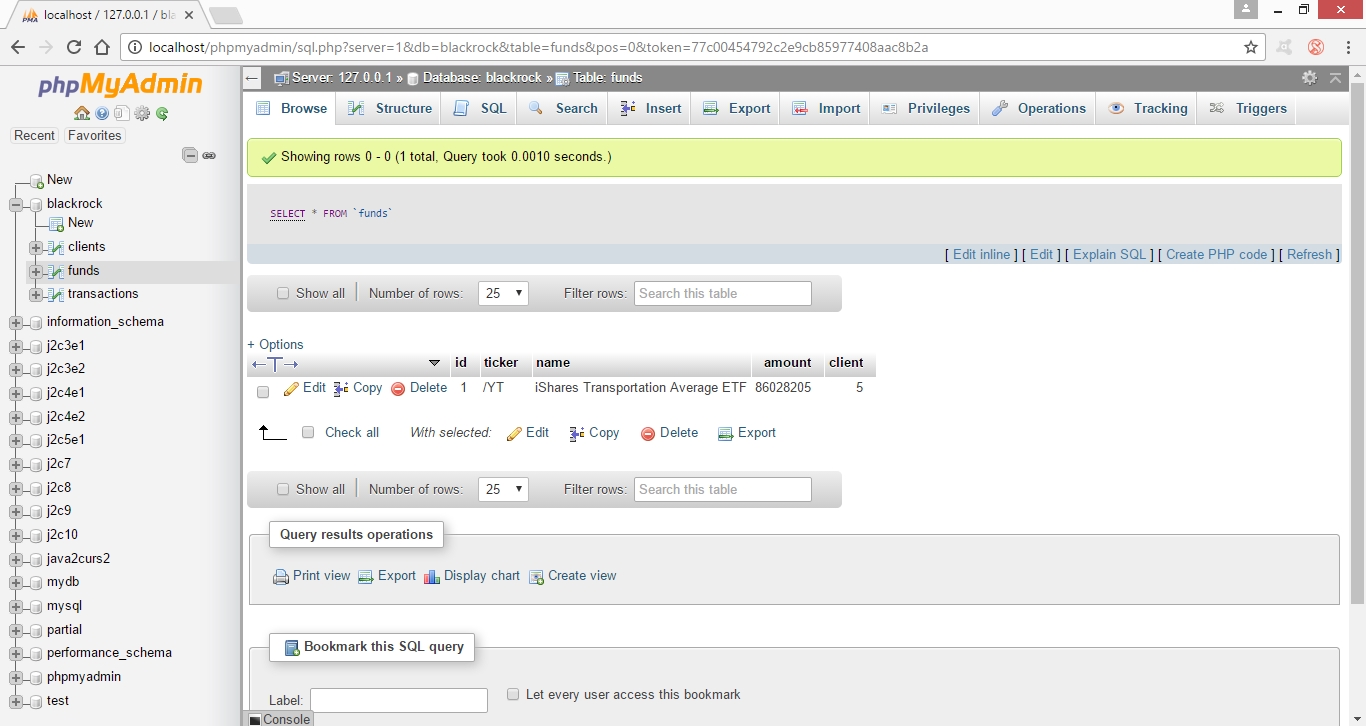 localhost / 127.0.0.1 / bla
localhost/phpmyadmin/sql.php?server=1&db=blackrock&table=funds&pos=0&token=77c00454792c2e9cb85977408aac8b2a
phpMyAdmin
Recent Favorites
New
blackrock
New
clients
funds
transactions
information_schema
j2c3e1
j2c3e2
j2c4e1
j2c4e2
j2c5e1
j2c7
j2c8
j2c9
j2c10
java2curs2
mydb
mysql
partial
performance_schema
phpmyadmin
test
Server: 127.0.0.1 » Database: blackrock » Table: funds
Browse Structure SQL Search Insert Export Import Privileges Operations Tracking Triggers
Showing rows 0 - 0 (1 total, Query took 0.0010 seconds.)
SELECT * FROM `funds`
[ Edit inline ] [ Edit ] [ Explain SQL ] [ Create PHP code ] [ Refresh ]
Show all Number of rows: 25 Filter rows: Search this table
+ Options
id ticker name amount client
Edit Copy Delete 1 /YT iShares Transportation Average ETF 86028205 5
Check all With selected: Edit Copy Delete Export
Show all Number of rows: 25 Filter rows: Search this table
Query results operations
Print view Export Display chart Create view
Bookmark this SQL query
Label: Let every user access this bookmark
Console